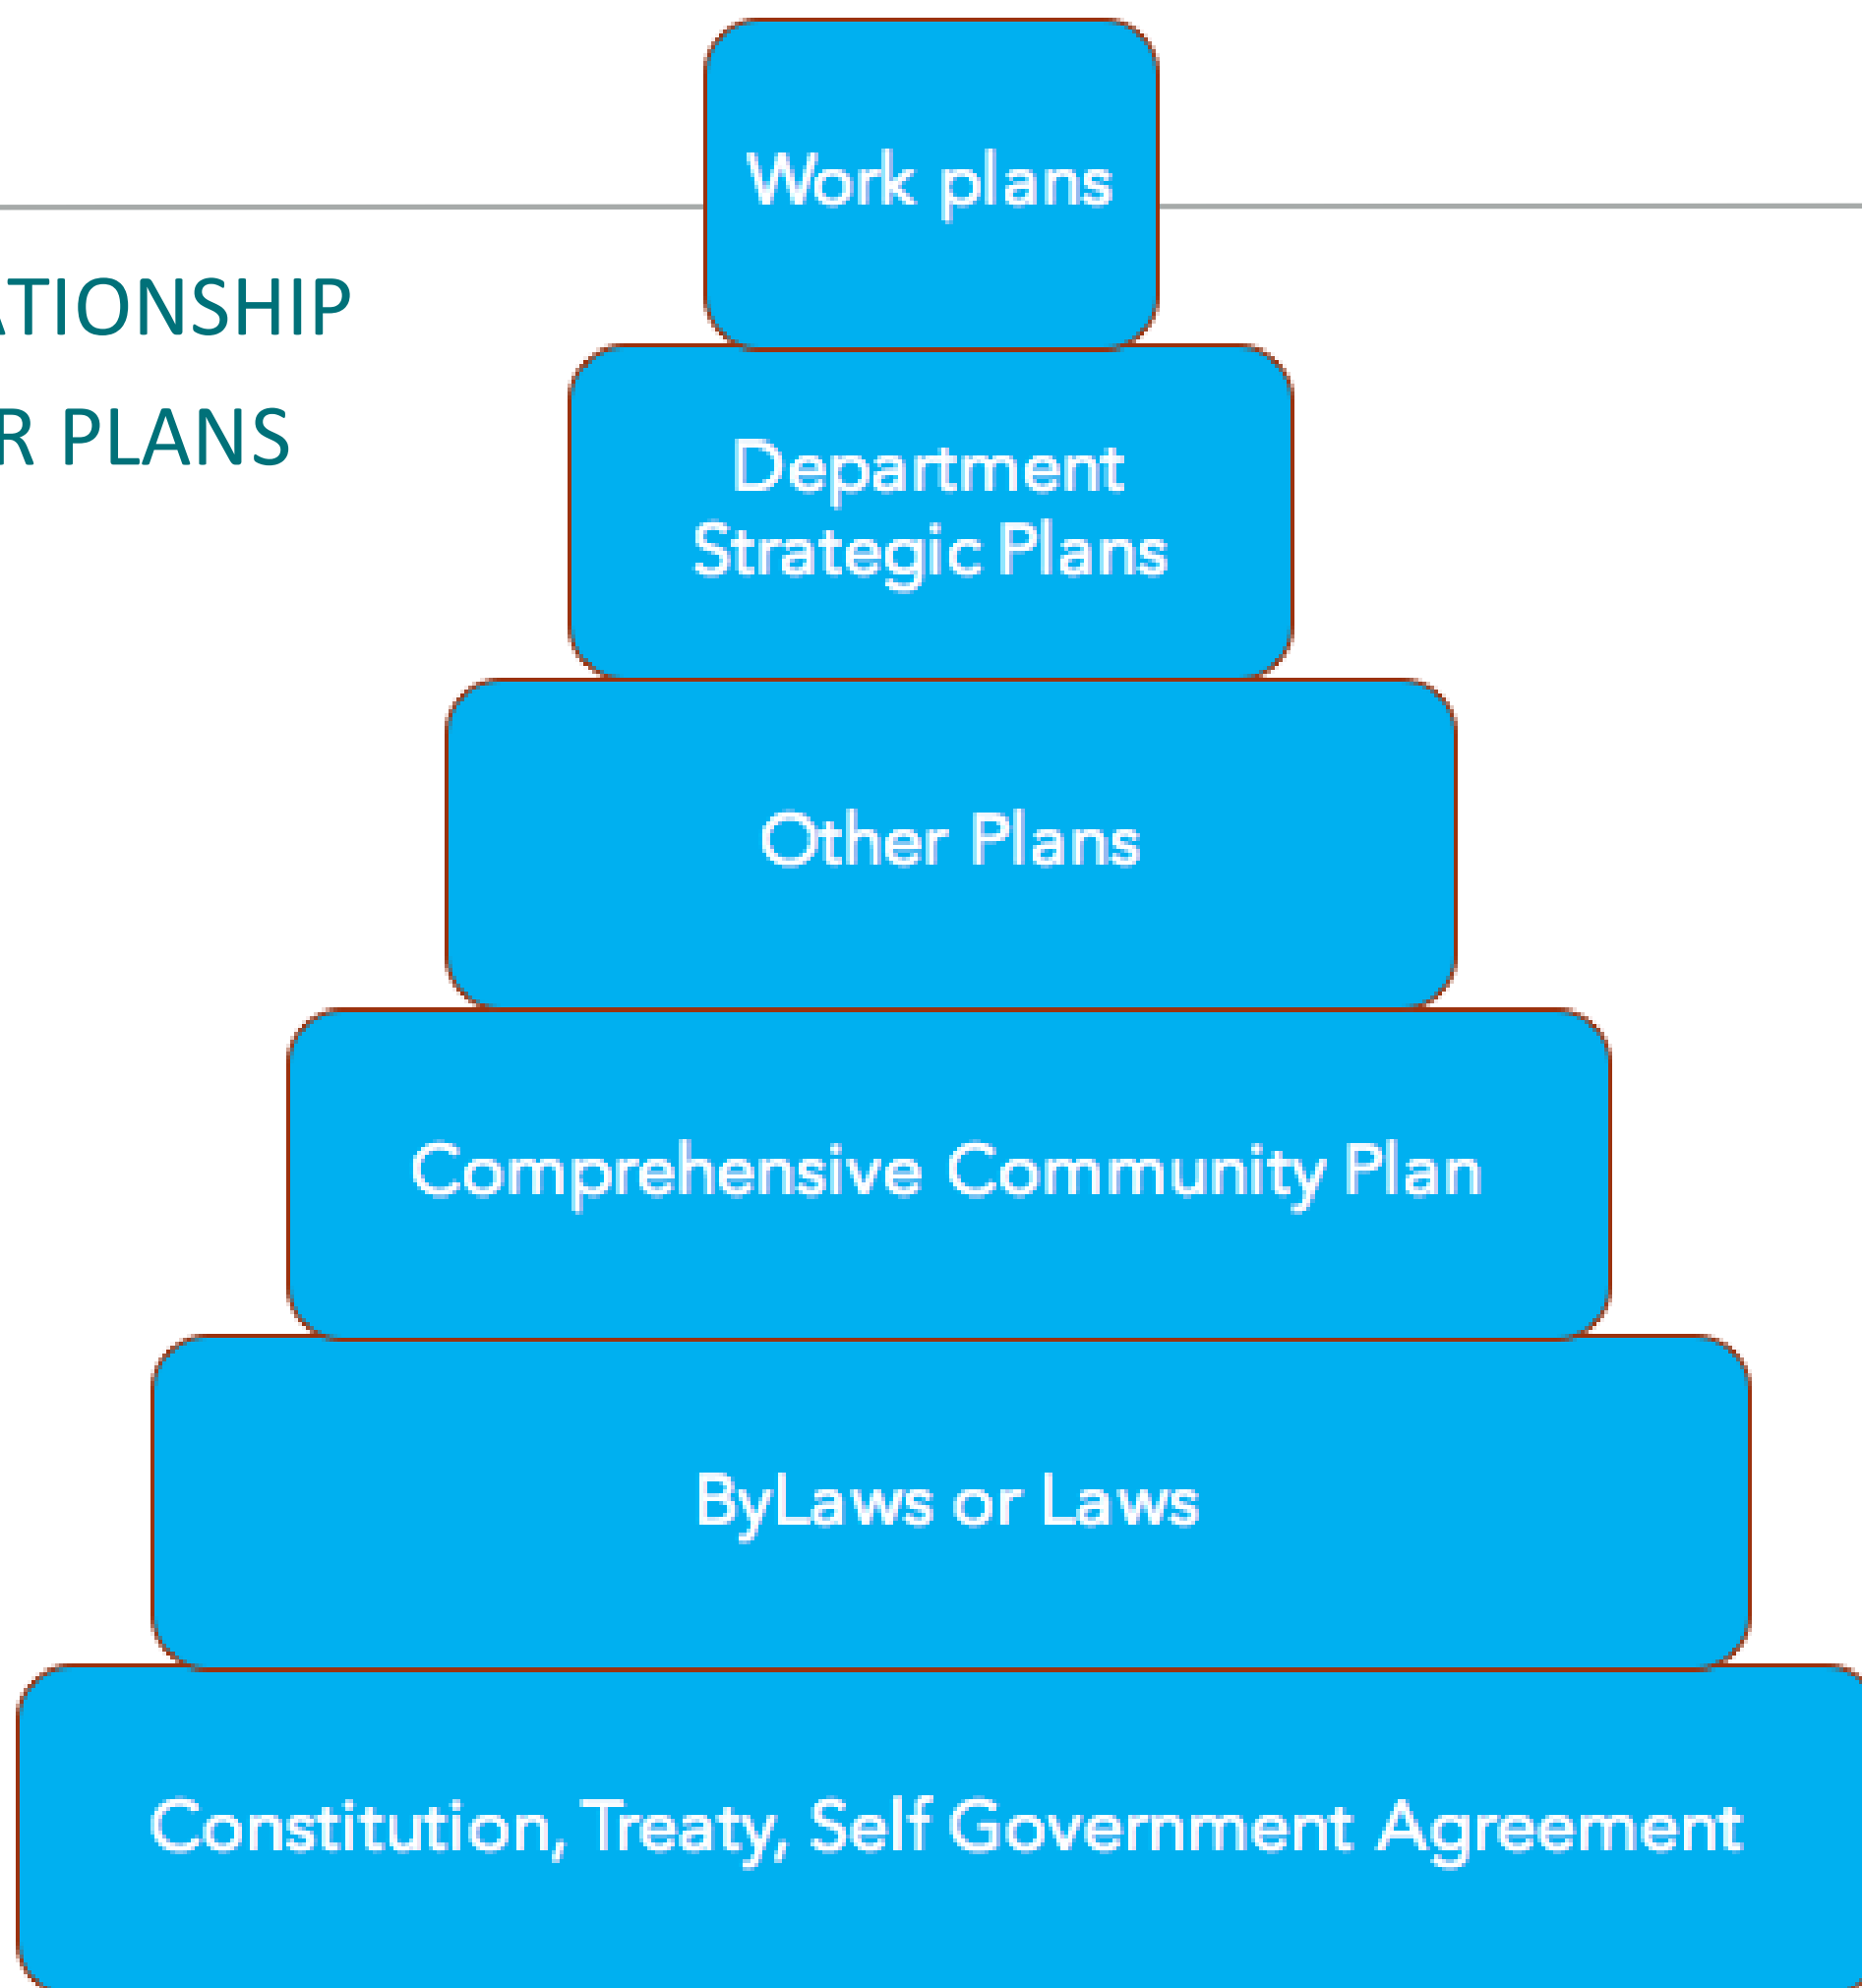 Work plans
PLANS
Department
Strategic Plans
Other Plans
Comprehensive Community Plan
ByLaws or Laws
Constitution, Treaty, Self Government Agreement